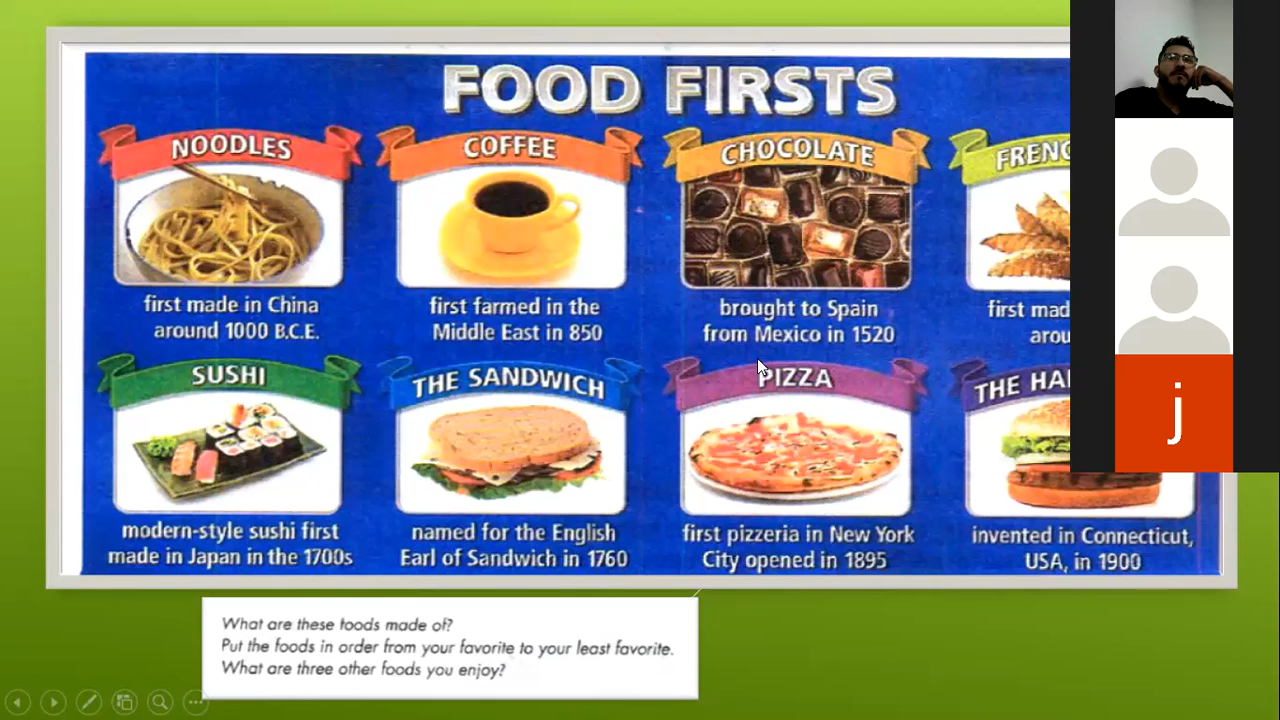 FOOD FIRSTS
NOODLES
first made in China
around 1000 B.C.E.
COFFEE
first farmed in the
Middle East in 850
CHOCOLATE
brought to Spain
from Mexico in 1520
first
SUSHI
modern-style sushi first
made in Japan in the 1700s
THE SANDWICH
named for the English
Earl of Sandwich in 1760
PIZZA
first pizzeria in New York
City opened in 1895
THE
invented in Connecticut,
USA, in 1900
What are these foods made of?
Put the foods in order from your favorite to your least favorite.
What are three other foods you enjoy?
j